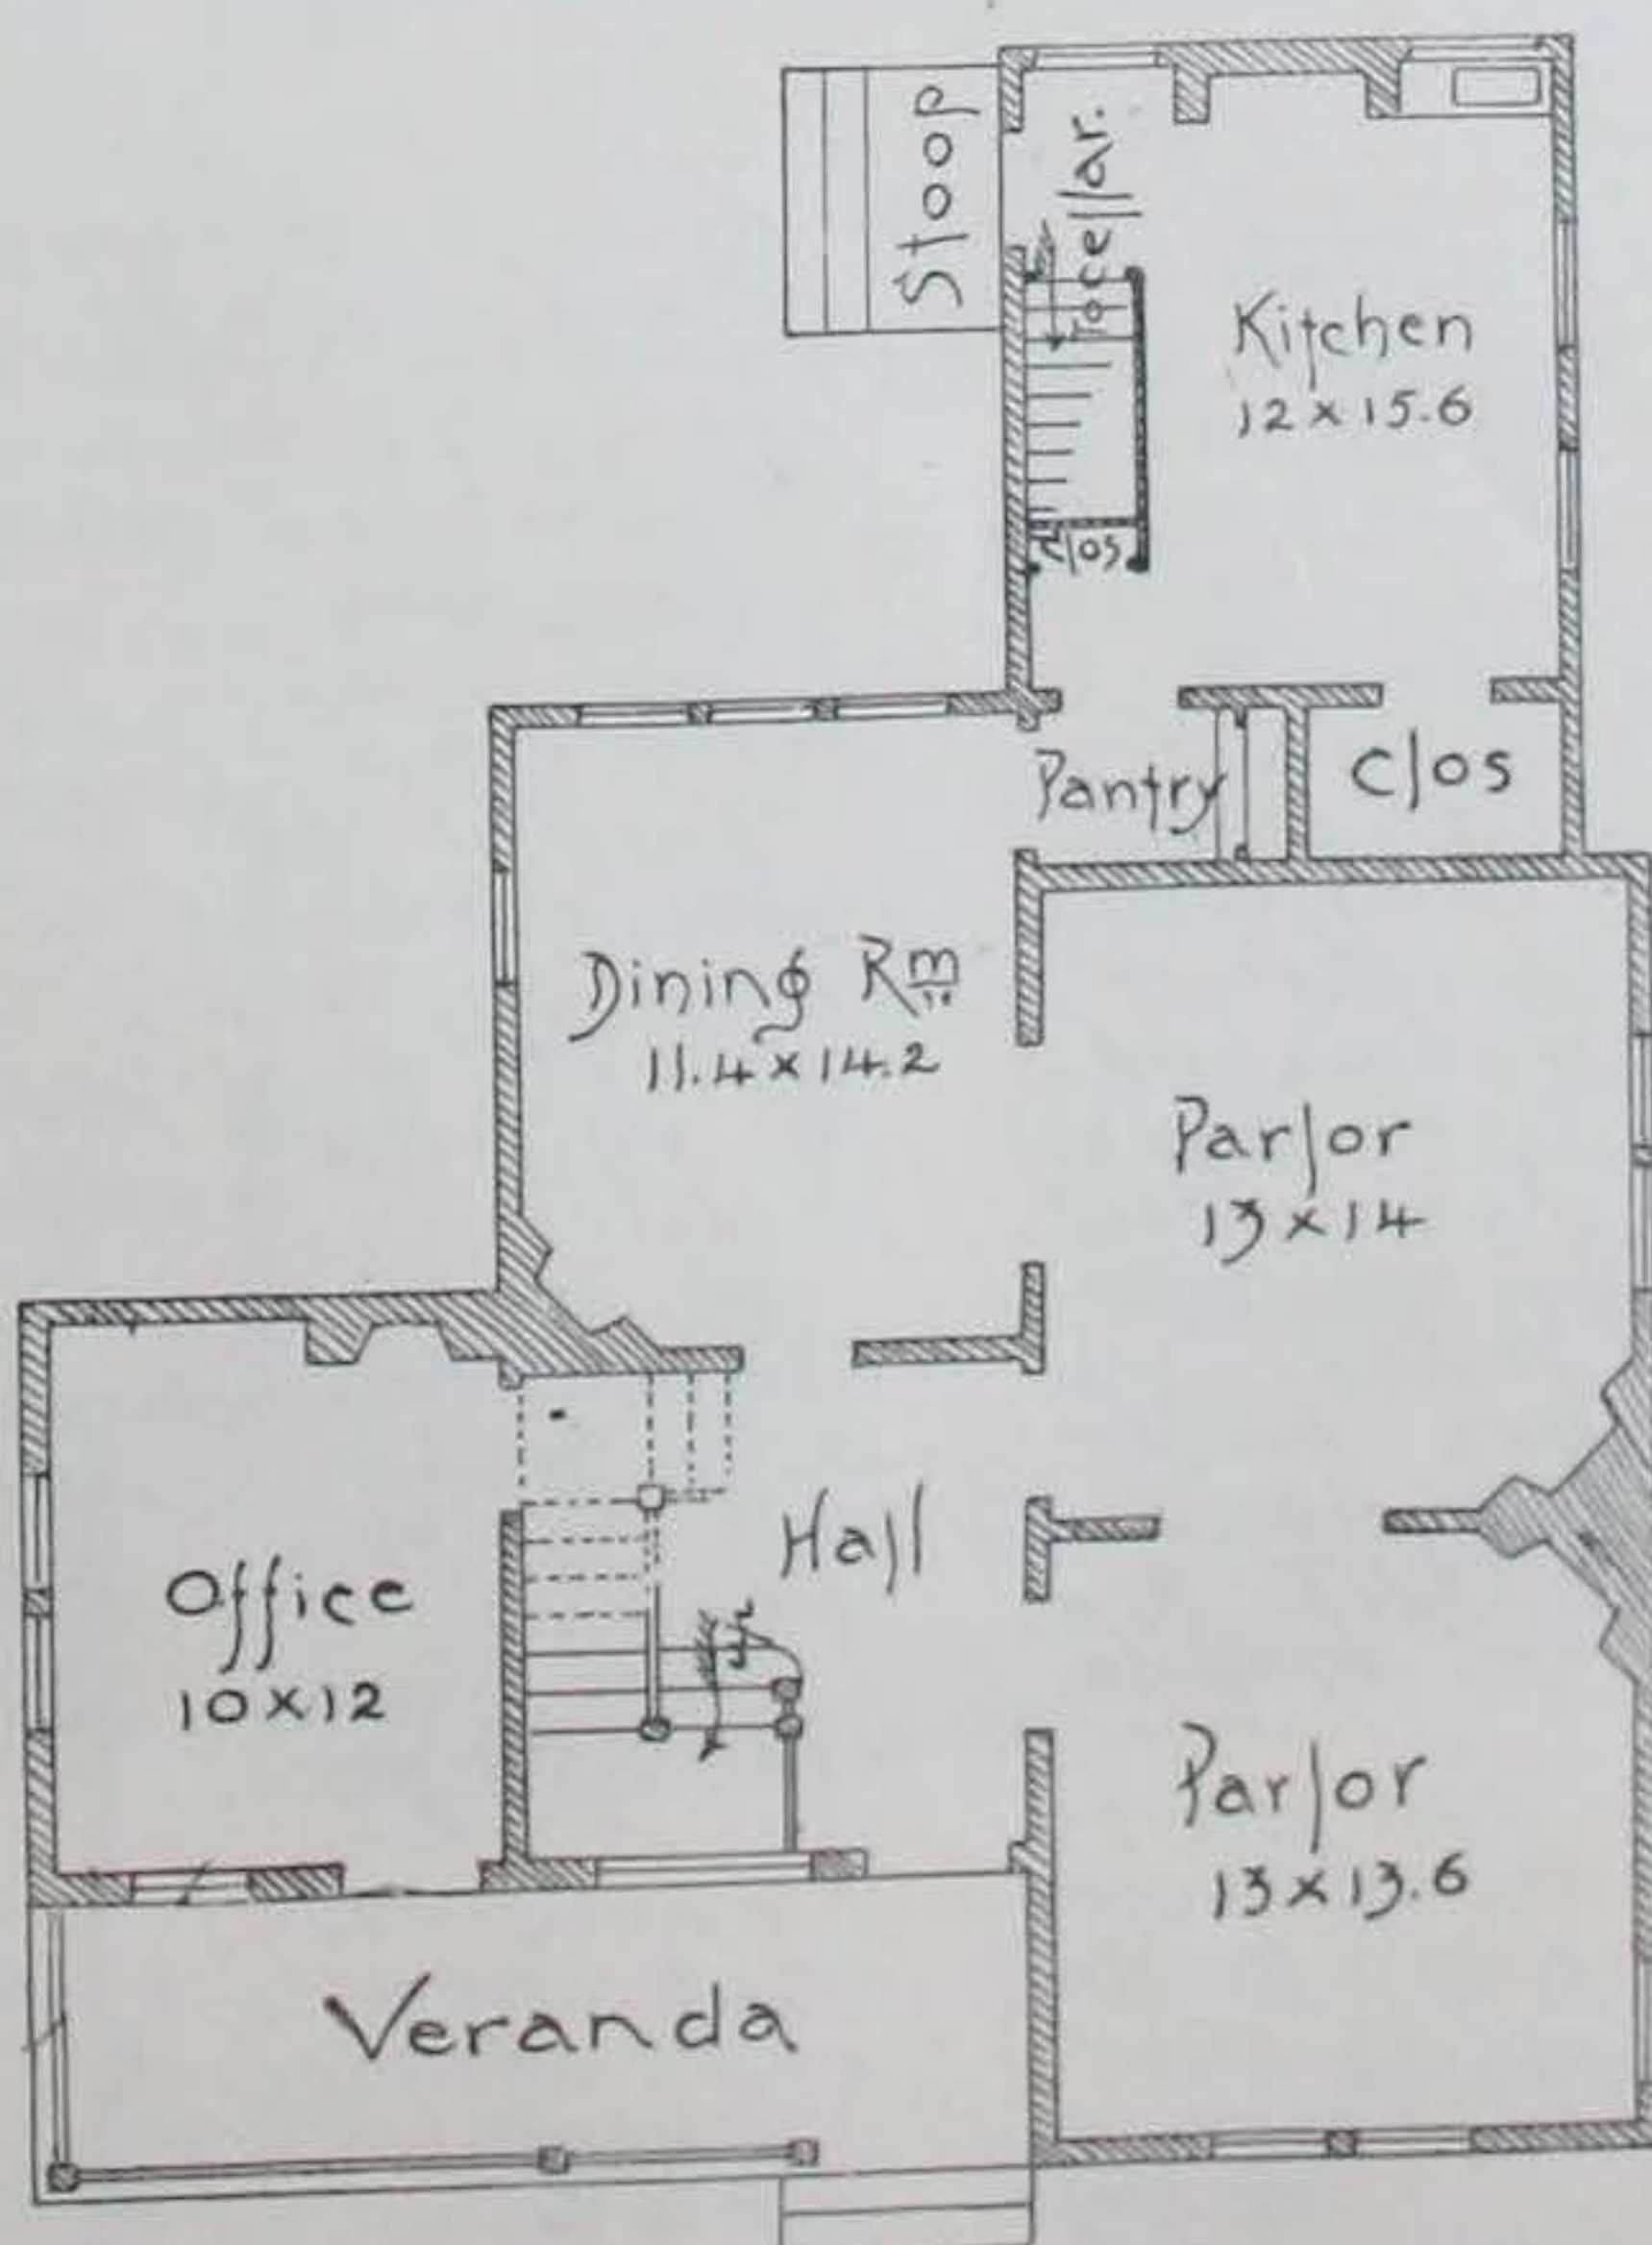 Stoop
To cellar.
Kitchen
12 x 15.6
Clos
Pantry
Clos
Dining Rm
11.4 x 14.2
Parlor
13 x 14
Hall
Office
10 x 12
Up
Parlor
13 x 13.6
Veranda